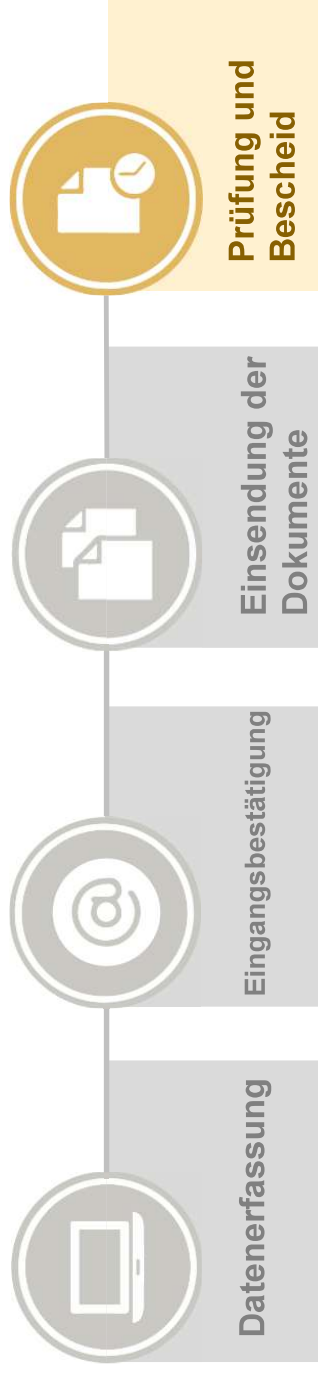 Datenerfassung
Eingangsbestätigung
Einsendung der
Dokumente
Prüfung und
Bescheid